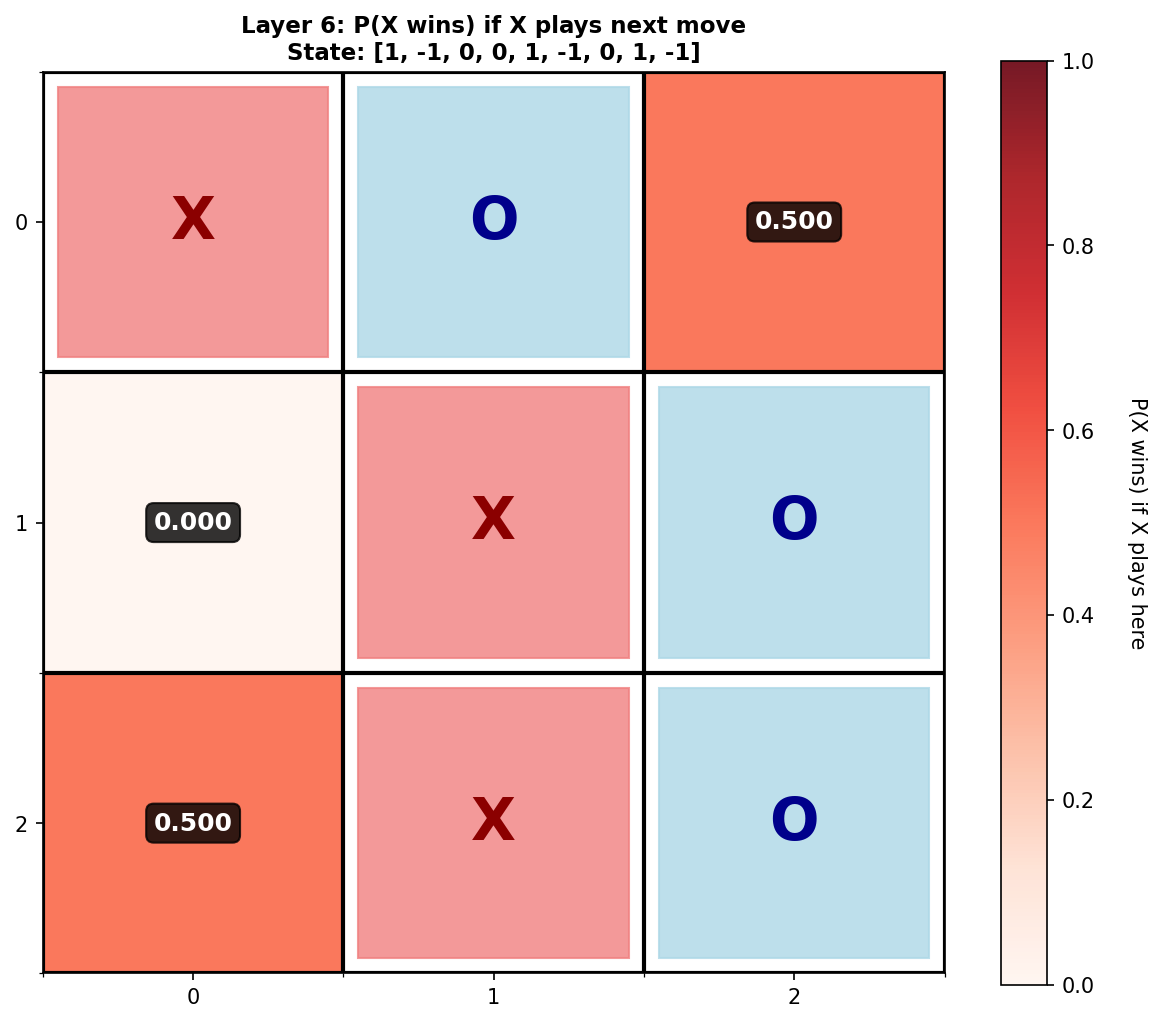 Layer 6: P(X wins) if X plays next move
State: [1, -1, 0, 0, 1, -1, 0, 1, -1]
X
O
0.500
0.000
X
O
0.500
X
O
0
1
2
0
1
2
1.0
0.8
0.6
0.4
0.2
0.0
P(X wins) if X plays here